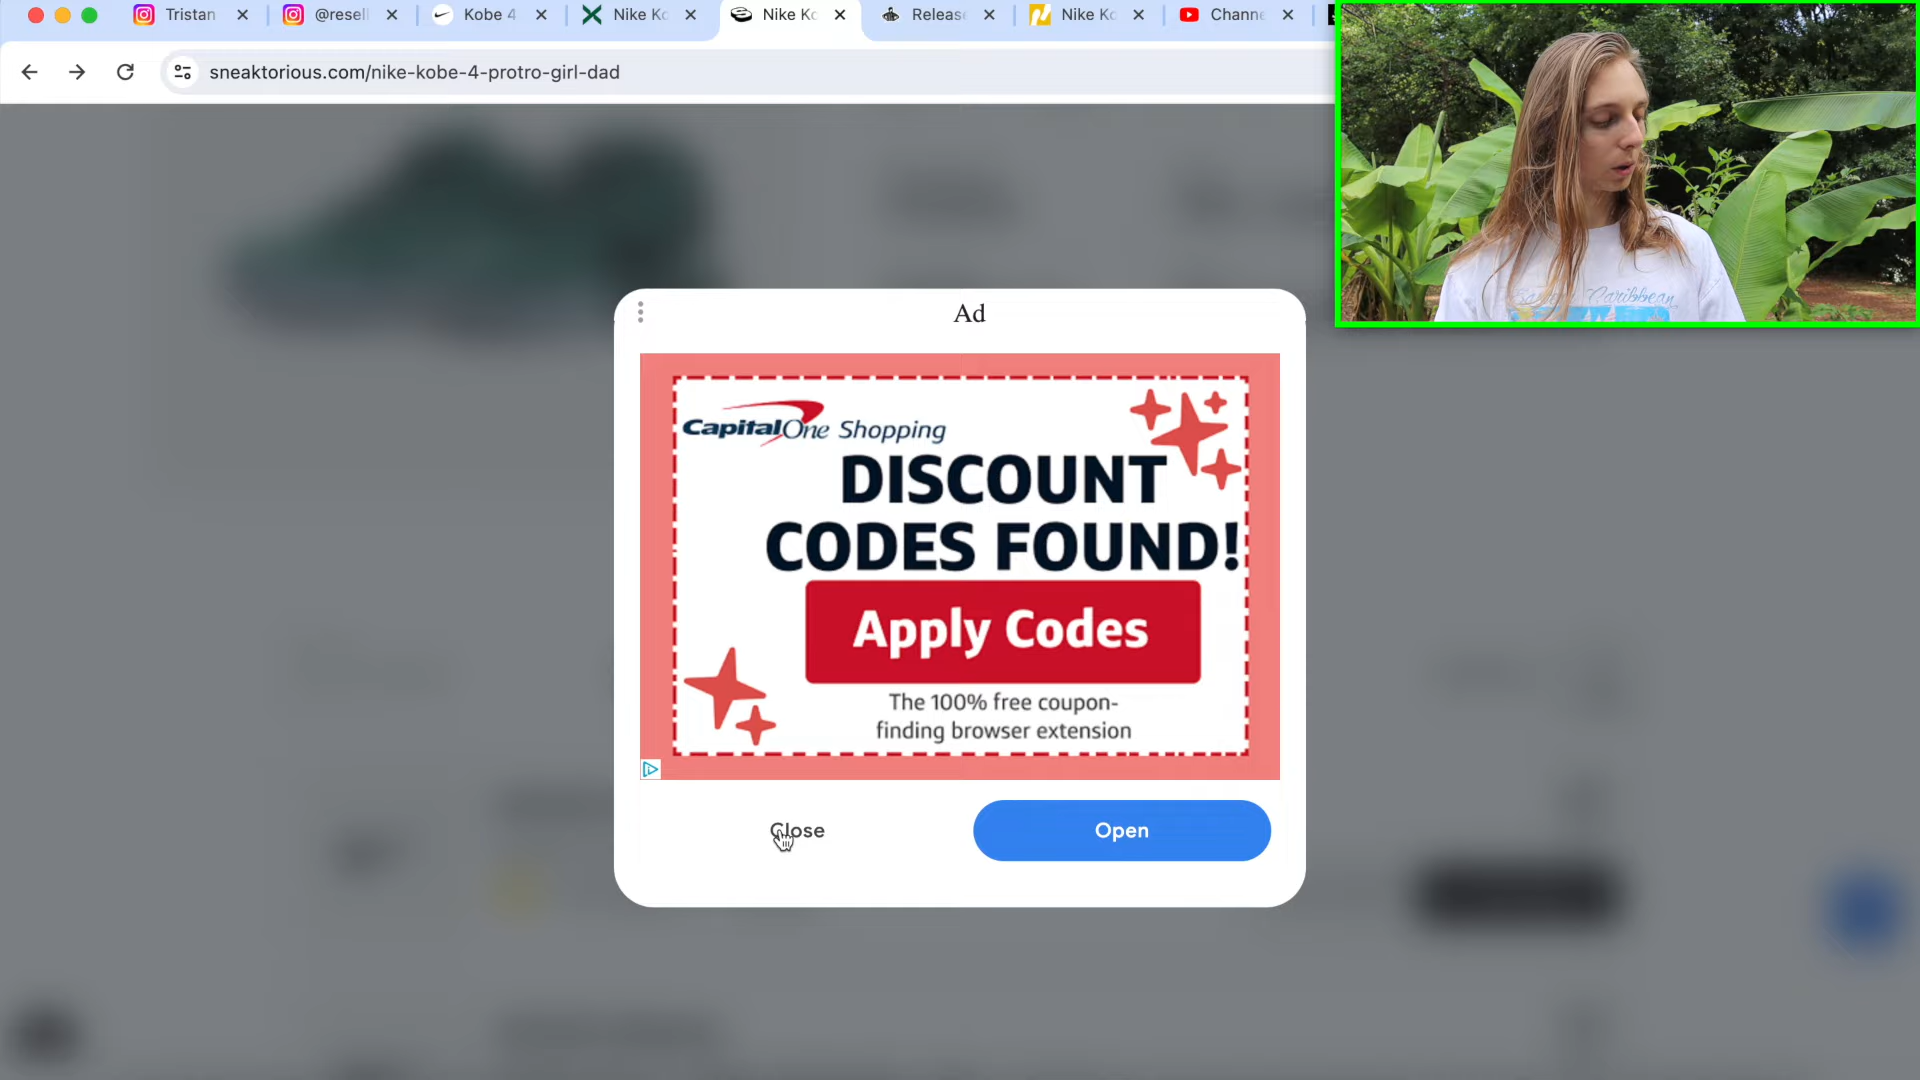 Tristan
@resell
Kobe 4
Nike Ko
Nike Ko
Release
Nike Ko
Channe
sneaktorious.com/nike-kobe-4-protro-girl-dad
Caribbean
Ad
CapitalOne Shopping
DISCOUNT
CODES FOUND!
Apply Codes
The 100% free coupon-
finding browser extension
Close
Open